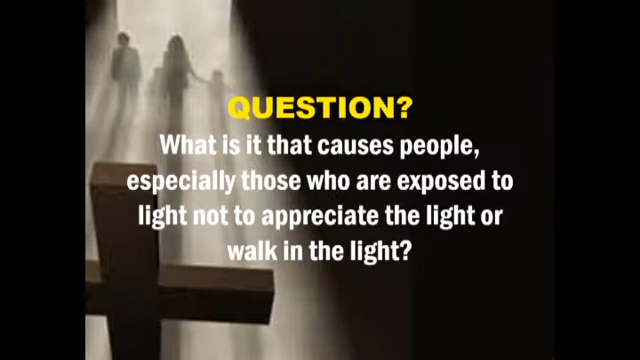 QUESTION?
What is it that causes people,
especially those who are exposed to
light not to appreciate the light or
walk in the light?